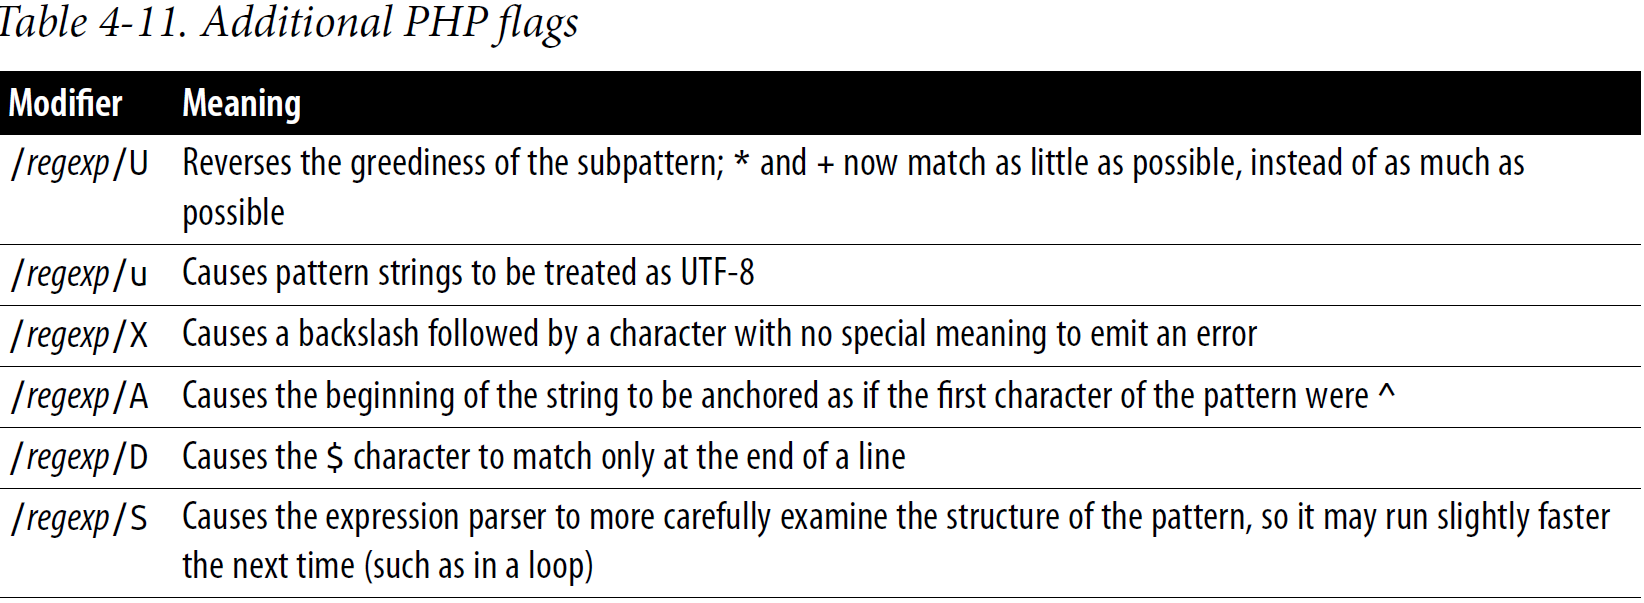 Table 4-11. Additional PHP flags
Modifier Meaning
/regexp/U Reverses the greediness of the subpattern; * and + now match as little as possible, instead of as much as
possible
/regexp/u Causes pattern strings to be treated as UTF-8
/regexp/X Causes a backslash followed by a character with no special meaning to emit an error
/regexp/A Causes the beginning of the string to be anchored as if the first character of the pattern were ^
/regexp/D Causes the $ character to match only at the end of a line
/regexp/S Causes the expression parser to more carefully examine the structure of the pattern, so it may run slightly faster
the next time (such as in a loop)